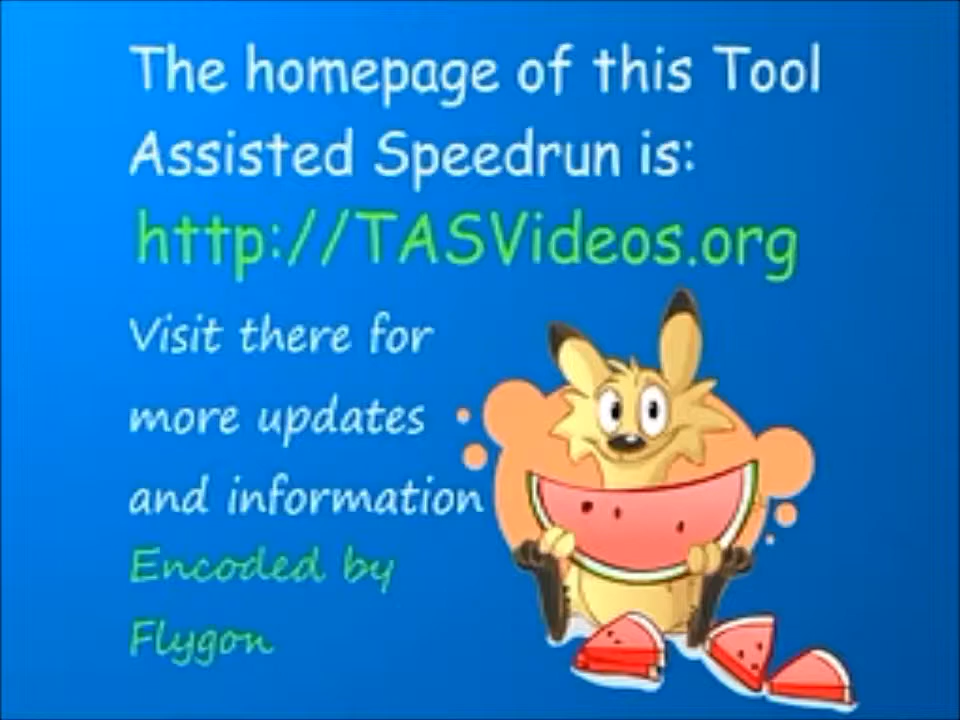 The homepage of this Tool
Assisted Speedrun is:
http://TASVideos.org
Visit there for
more updates
and information
Encoded by
Flygon